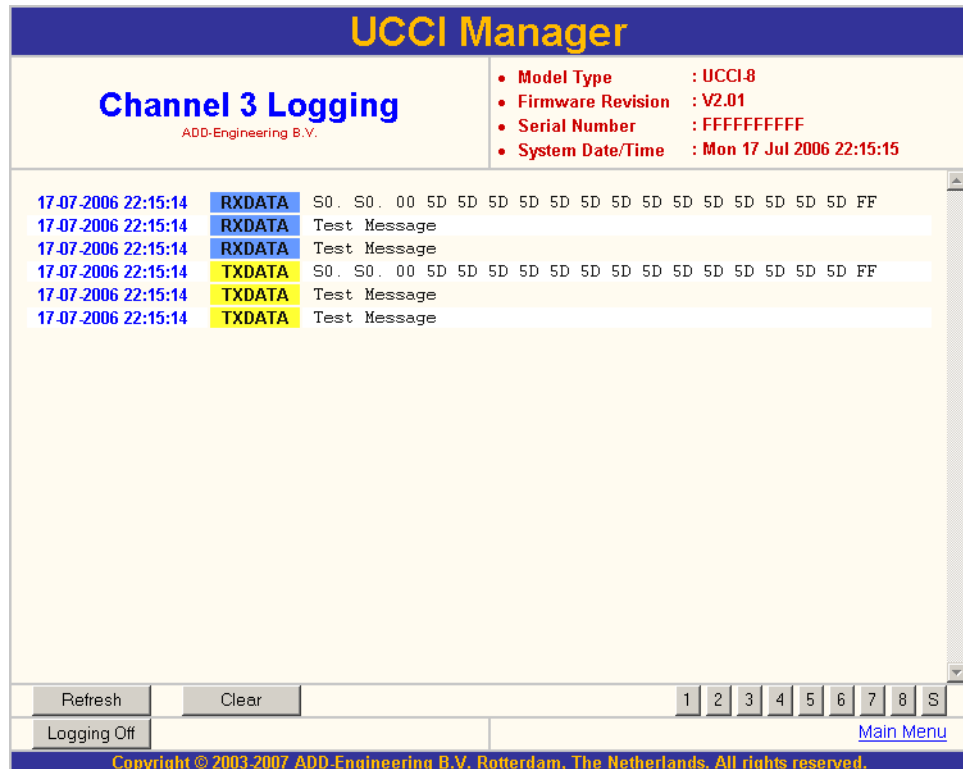 UCCI Manager
Channel 3 Logging
ADD-Engineering B.V.
• Model Type : UCCI-8
• Firmware Revision : V2.01
• Serial Number : FFFFFFFFFF
• System Date/Time : Mon 17 Jul 2006 22:15:15
17-07-2006 22:15:14 RXDATA S0. S0. 00 5D 5D 5D 5D 5D 5D 5D 5D 5D 5D 5D 5D 5D 5D FF
17-07-2006 22:15:14 RXDATA Test Message
17-07-2006 22:15:14 RXDATA Test Message
17-07-2006 22:15:14 TXDATA S0. S0. 00 5D 5D 5D 5D 5D 5D 5D 5D 5D 5D 5D 5D 5D 5D FF
17-07-2006 22:15:14 TXDATA Test Message
17-07-2006 22:15:14 TXDATA Test Message
Refresh Clear 1 2 3 4 5 6 7 8 S
Logging Off Main Menu
Copyright © 2003-2007 ADD-Engineering B.V. Rotterdam, The Netherlands. All rights reserved.